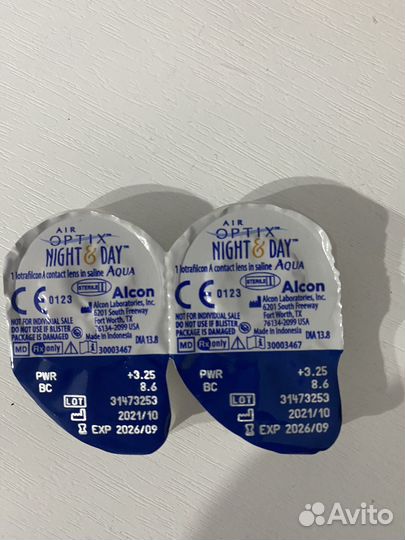 AIR
OPTIX™
NIGHT & DAY™
1 lotrafilcon A contact lens in saline AQUA
STERILE
CE 0123
Alcon
Alcon Laboratories, Inc.
6201 South Freeway
Fort Worth, TX
76134-2099 USA
Made in Indonesia
NOT FOR INDIVIDUAL SALE
DO NOT USE IF BLISTER
PACKAGE IS DAMAGED
DIA 13.8
MD Rx only 30003467
PWR +3.25
BC 8.6
LOT 31473253
2021/10
EXP 2026/09
AIR
OPTIX™
NIGHT & DAY™
1 lotrafilcon A contact lens in saline AQUA
STERILE
CE 0123
Alcon
Alcon Laboratories, Inc.
6201 South Freeway
Fort Worth, TX
76134-2099 USA
Made in Indonesia
NOT FOR INDIVIDUAL SALE
DO NOT USE IF BLISTER
PACKAGE IS DAMAGED
DIA 13.8
MD Rx only 30003467
PWR +3.25
BC 8.6
LOT 31473253
2021/10
EXP 2026/09
Avito